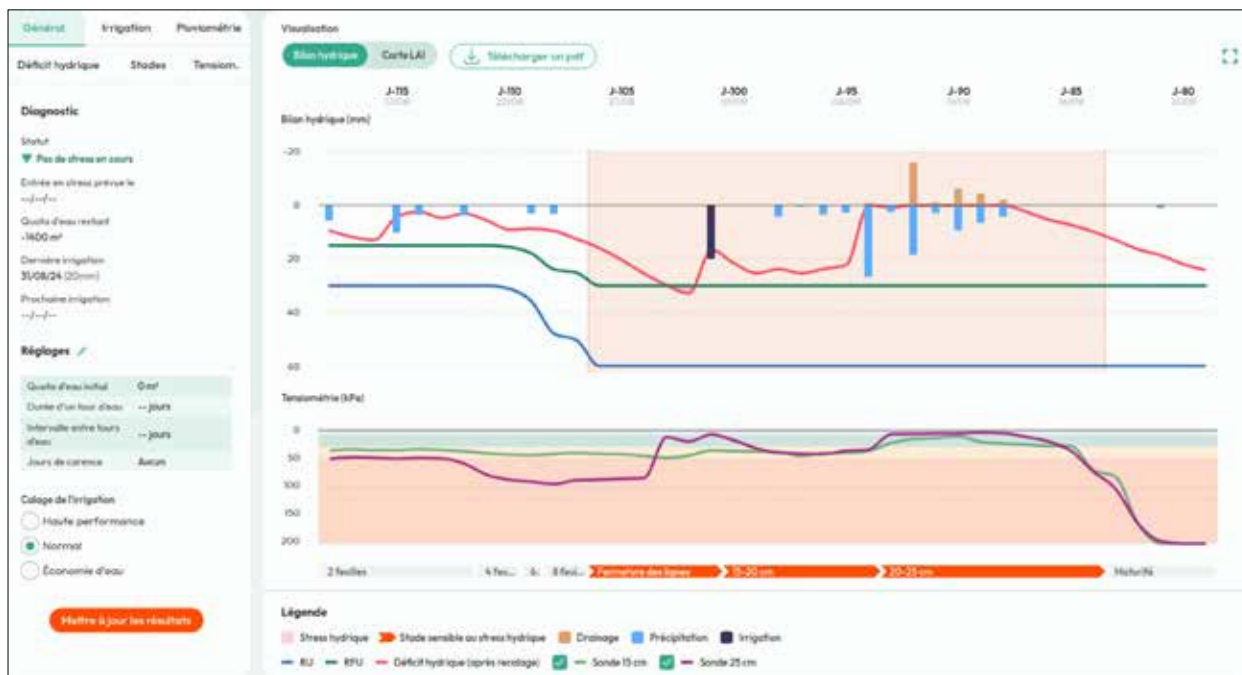 Général Irrigation Pluviométrie
Déficit hydrique Stades Tensiom..
Diagnostic
Statut
Pas de stress en cours
Entrée en stress prévue le
--/--/--
Quota d'eau restant
-1400 m³
Dernière irrigation
31/08/24 (20mm)
Prochaine irrigation
--/--/--
Réglages
Quota d'eau initial 0 m³
Durée d'un tour d'eau -- jours
Intervalle entre tours d'eau -- jours
Jours de carence Aucun
Calage de l'irrigation
Haute performance
Normal
Économie d'eau
Mettre à jour les résultats
Visualisation
Bilan hydrique Carte LAI Télécharger un pdf
J-115 J-110 J-105 J-100 J-95 J-90 J-85 J-80
Bilan hydrique (mm)
-20
0
20
40
60
Tensiométrie (kPa)
0
50
100
150
200
2 feuilles 4 feu... 6. 8 feui... Fermeture des lignes 15-20 cm 20-25 cm Maturité
Légende
Stress hydrique Stade sensible au stress hydrique Drainage Précipitation Irrigation
RU RFU Déficit hydrique (après recalage) Sonde 15 cm Sonde 25 cm